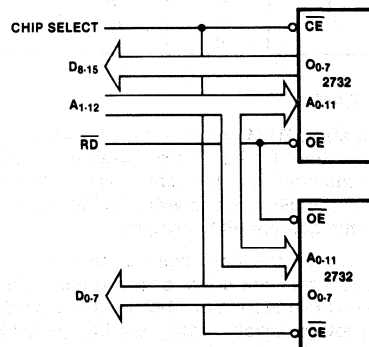 CHIP SELECT
CE
D8-15
O0-7
2732
A1-12
A0-11
RD
OE
OE
A0-11
2732
D0-7
O0-7
CE